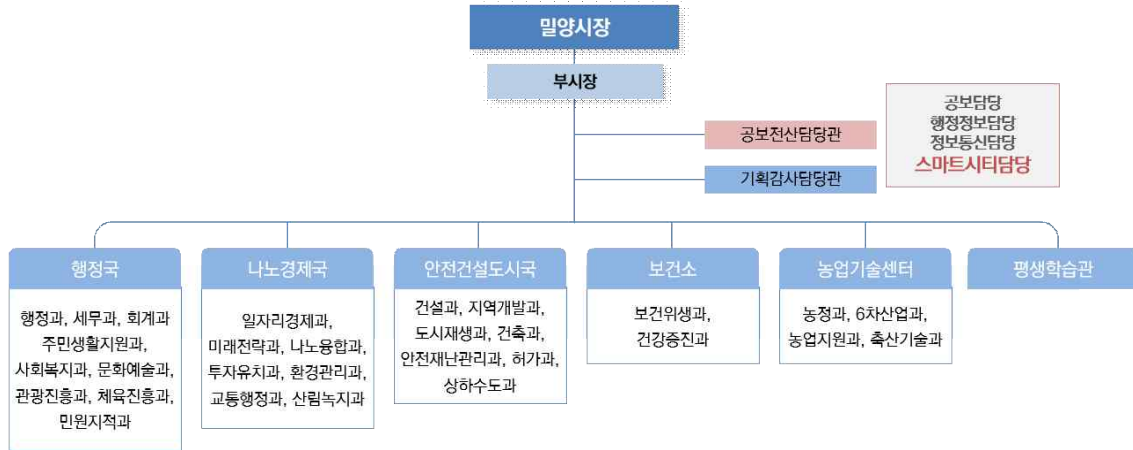 밀양시장
부시장
공보전산담당관
기획감사담당관
공보담당
행정정보담당
정보통신담당
스마트시티담당
행정국
행정과, 세무과, 회계과
주민생활지원과,
사회복지과, 문화예술과,
관광진흥과, 체육진흥과,
민원지적과
나노경제국
일자리경제과,
미래전략과, 나노융합과,
투자유치과, 환경관리과,
교통행정과, 산림녹지과
안전건설도시국
건설과, 지역개발과,
도시재생과, 건축과,
안전재난관리과, 허가과,
상하수도과
보건소
보건위생과,
건강증진과
농업기술센터
농정과, 6차산업과,
농업지원과, 축산기술과
평생학습관